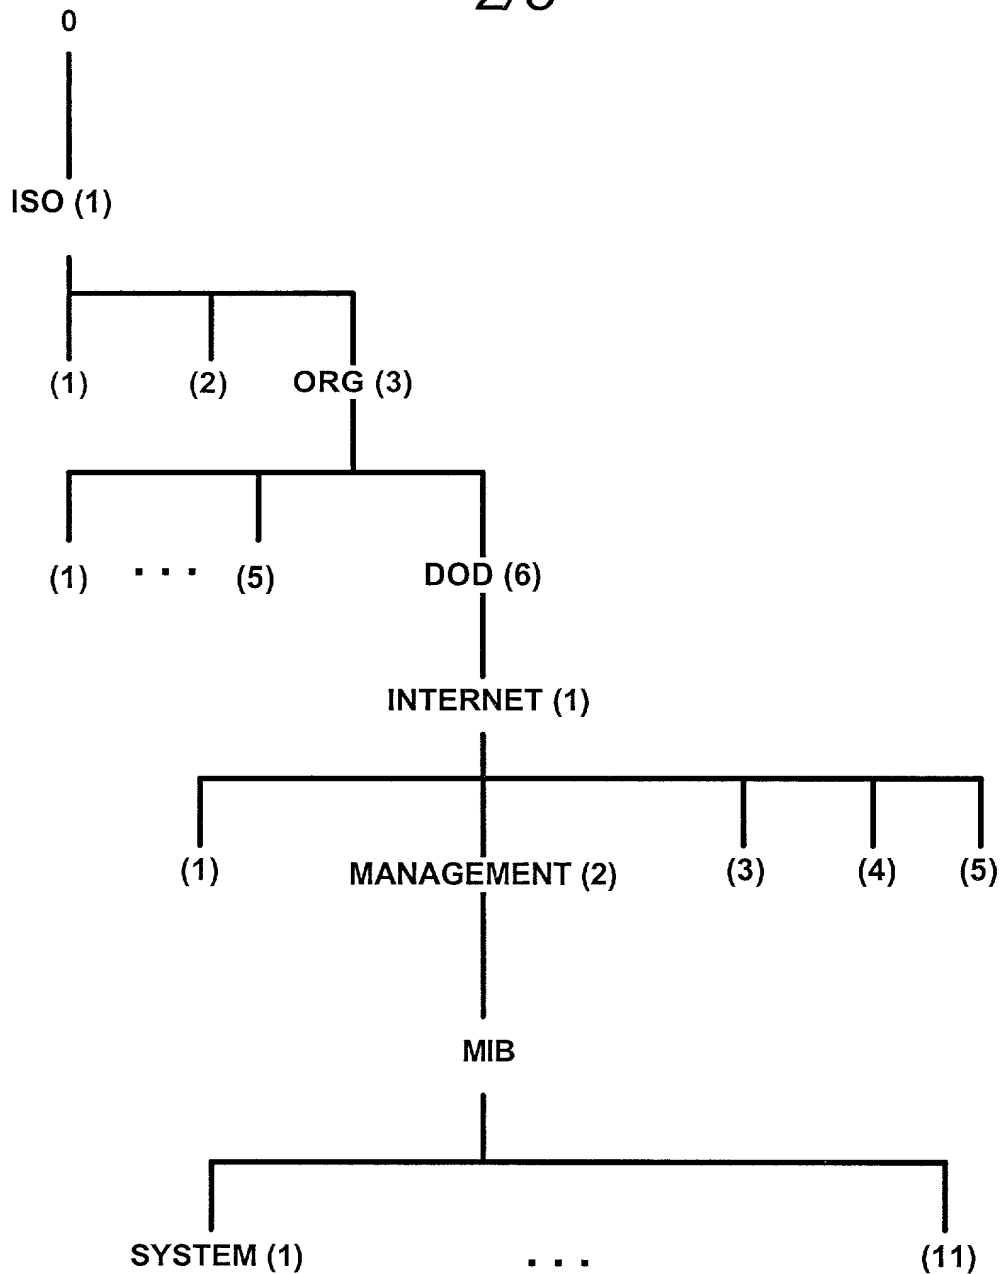 0
ISO (1)
(1) (2) ORG (3)
(1) ... (5) DOD (6)
INTERNET (1)
(1) MANAGEMENT (2) (3) (4) (5)
MIB
SYSTEM (1) ... (11)